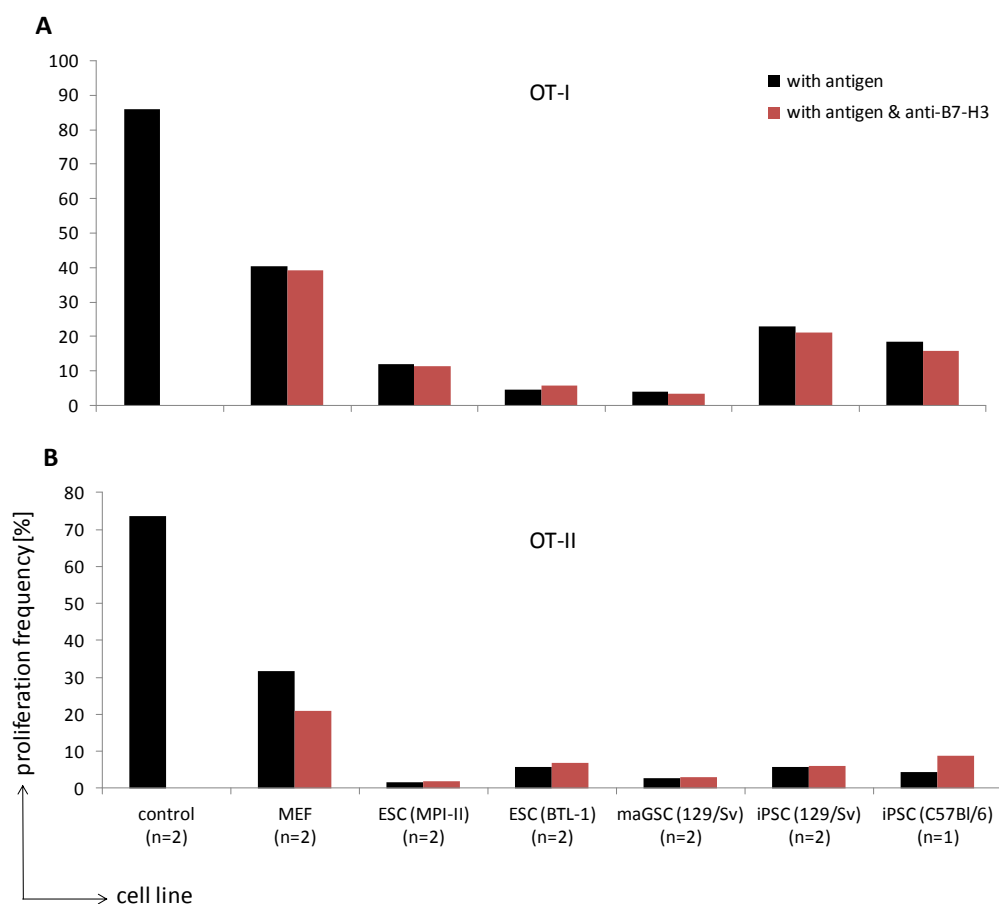 A
100
90
80
70
60
50
40
30
20
10
0
OT-I
with antigen
with antigen & anti-B7-H3
B
80
70
60
50
40
30
20
10
0
OT-II
proliferation frequency [%]
control
(n=2)
MEF
(n=2)
ESC (MPI-II)
(n=2)
ESC (BTL-1)
(n=2)
maGSC (129/Sv)
(n=2)
iPSC (129/Sv)
(n=2)
iPSC (C57Bl/6)
(n=1)
cell line